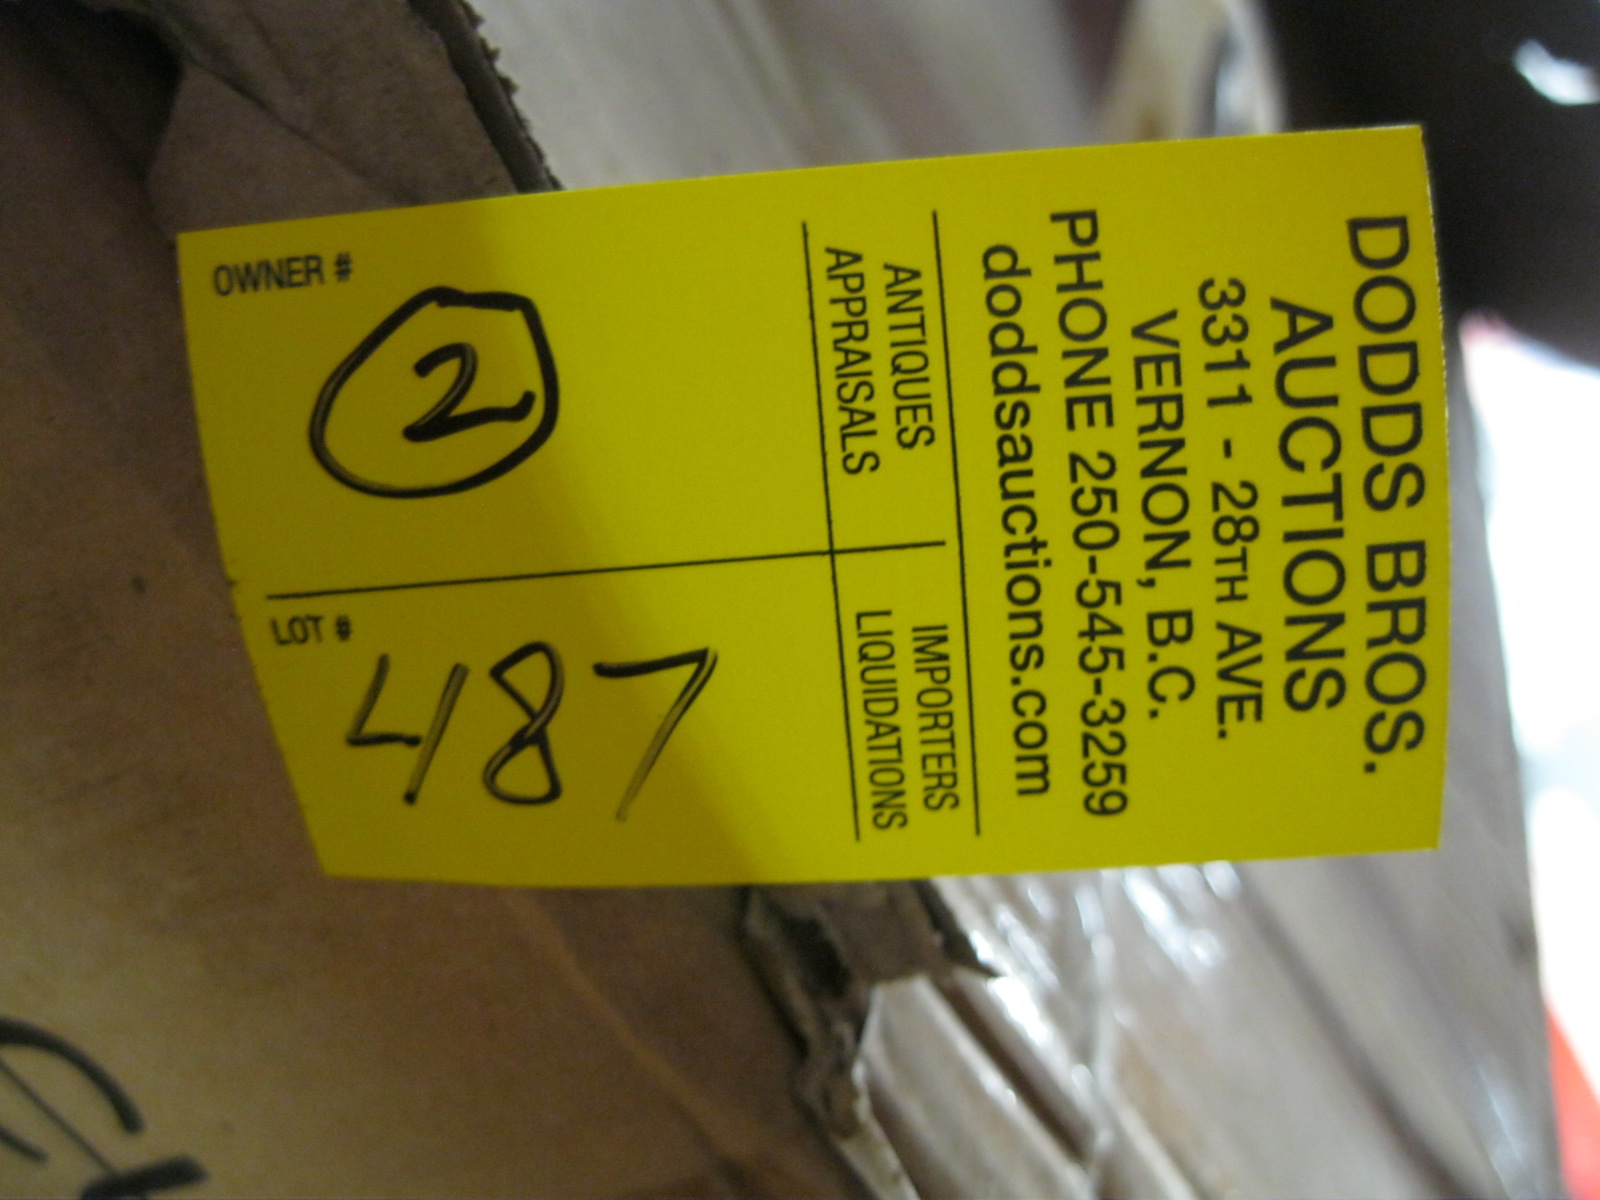 DODDS BROS.
AUCTIONS
3311 - 28TH AVE.
VERNON, B.C.
PHONE 250-545-3259
doddsauctions.com
ANTIQUES
APPRAISALS
IMPORTERS
LIQUIDATIONS
OWNER #
2
LOT #
487